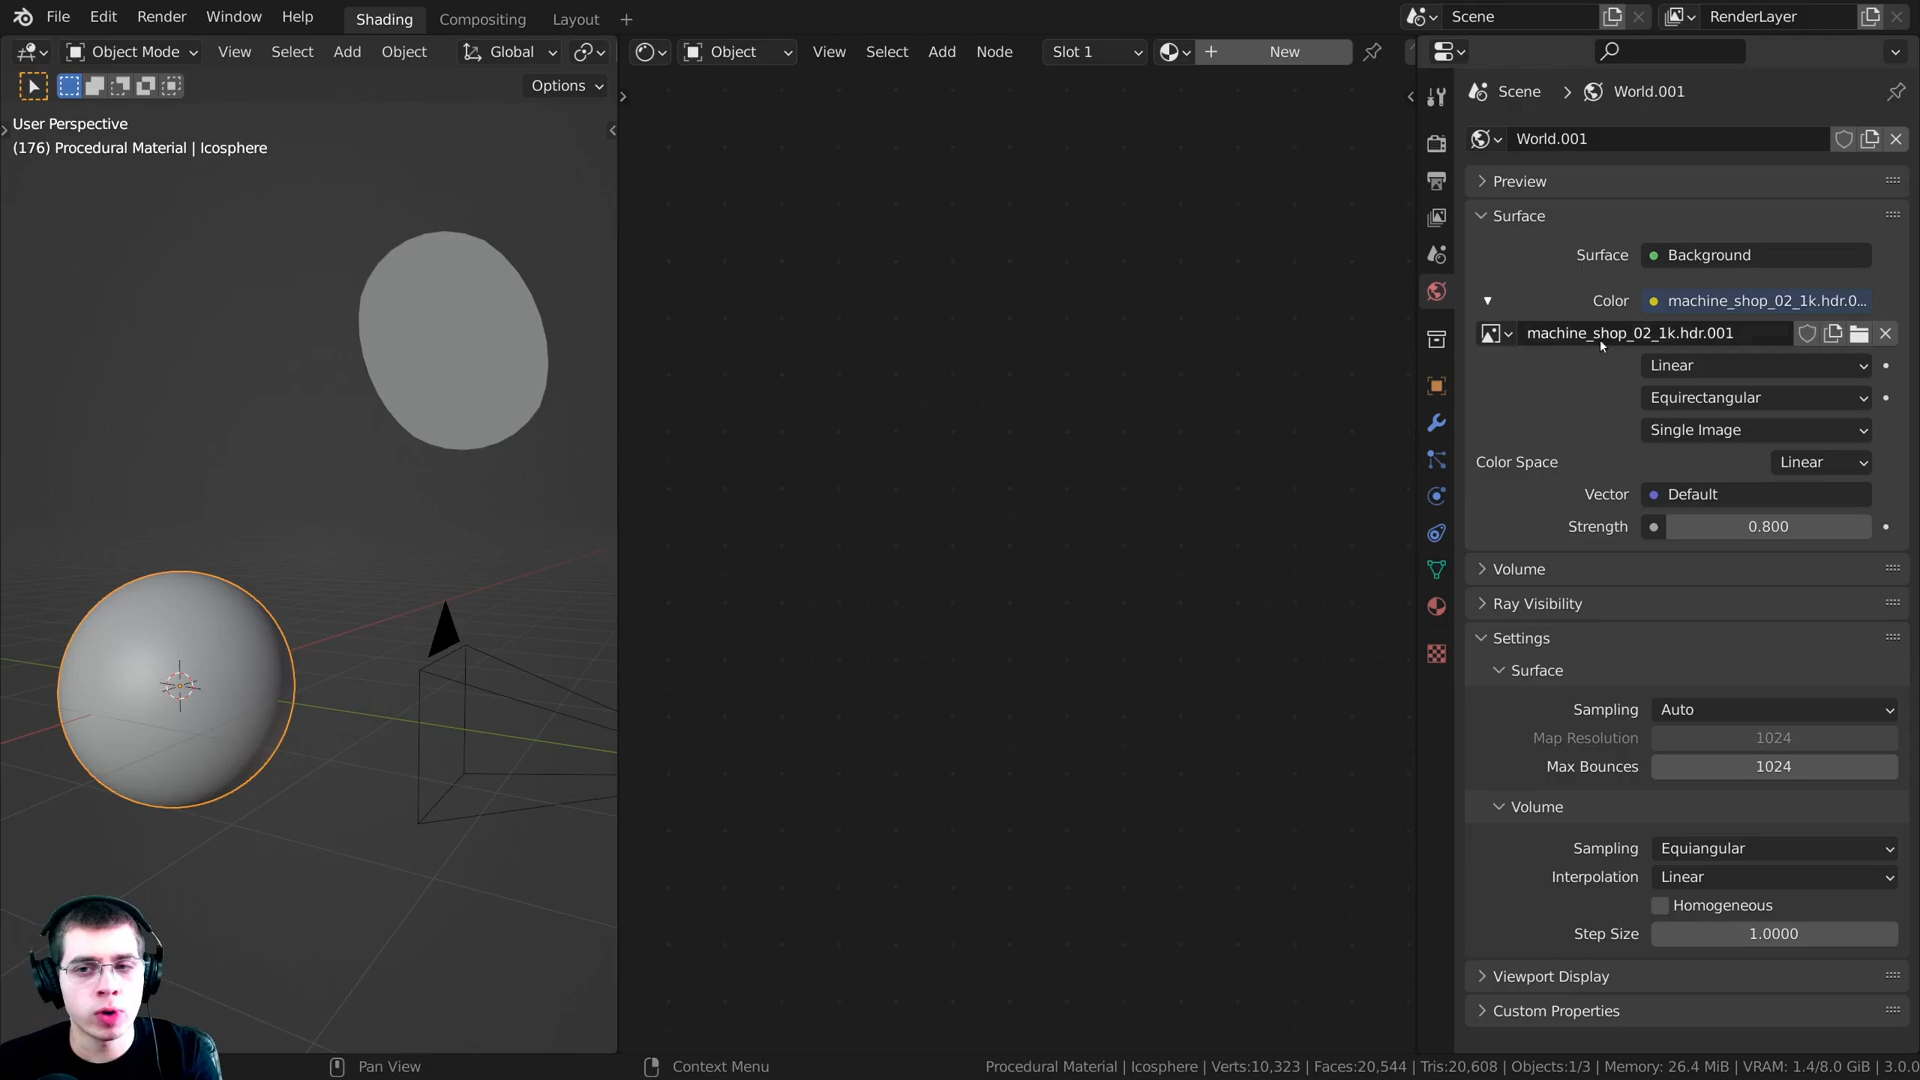 File Edit Render Window Help Shading Compositing Layout + Scene RenderLayer
Object Mode View Select Add Object Global Object View Select Add Node Slot 1 New
Options
Scene > World.001
User Perspective
(176) Procedural Material | Icosphere
World.001
Preview
Surface
Surface Background
Color machine_shop_02_1k.hdr.0...
machine_shop_02_1k.hdr.001
Linear
Equirectangular
Single Image
Color Space Linear
Vector Default
Strength 0.800
Volume
Ray Visibility
Settings
Surface
Sampling Auto
Map Resolution 1024
Max Bounces 1024
Volume
Sampling Equiangular
Interpolation Linear
Homogeneous
Step Size 1.0000
Viewport Display
Custom Properties
Pan View Context Menu Procedural Material | Icosphere | Verts:10,323 | Faces:20,544 | Tris:20,608 | Objects:1/3 | Memory: 26.4 MiB | VRAM: 1.4/8.0 GiB | 3.0.0